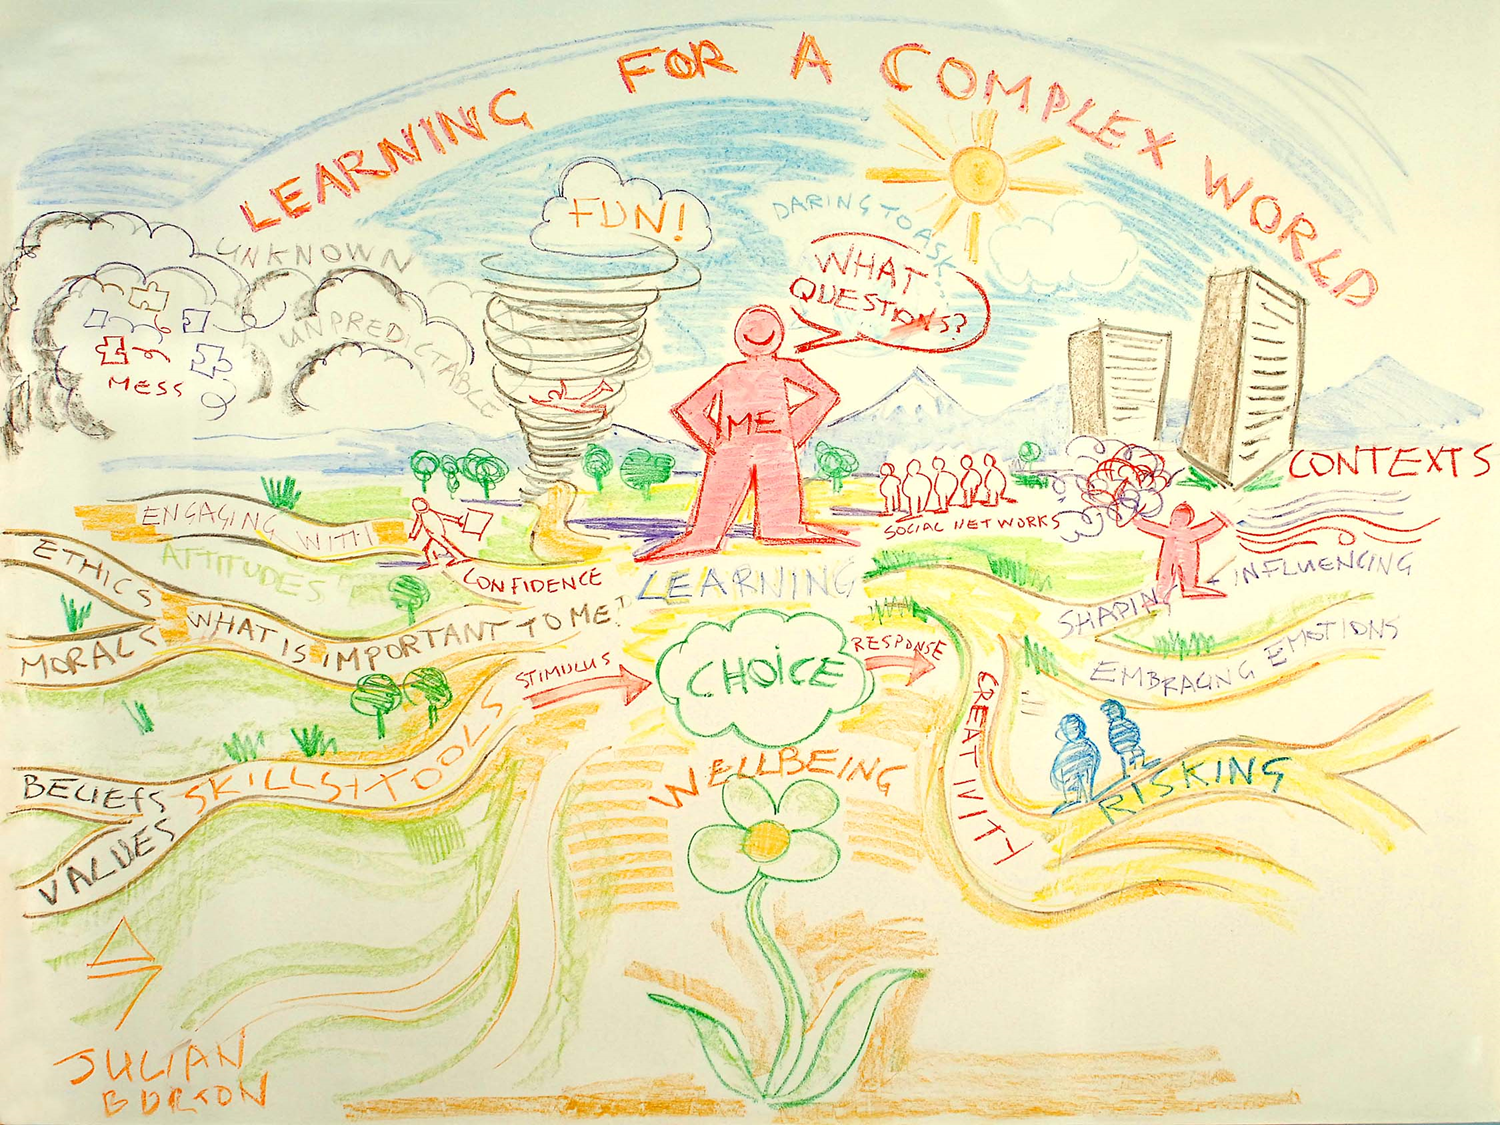 LEARNING FOR A COMPLEX WORLD
UNKNOWN
UNPREDICTABLE
MESS
FUN!
DARING TO ASK...
WHAT
QUESTIONS?
ME
CONTEXTS
SOCIAL NETWORKS
ENGAGING WITH
ATTITUDES
CONFIDENCE
LEARNING
SHAPING
+ INFLUENCING
ETHICS
MORALS
WHAT IS IMPORTANT TO ME?
EMBRACING EMOTIONS
STIMULUS
CHOICE
RESPONSE
CREATIVITY
BELIEFS
VALUES
SKILLS+TOOLS
WELLBEING
RISKING
JULIAN
BURTON